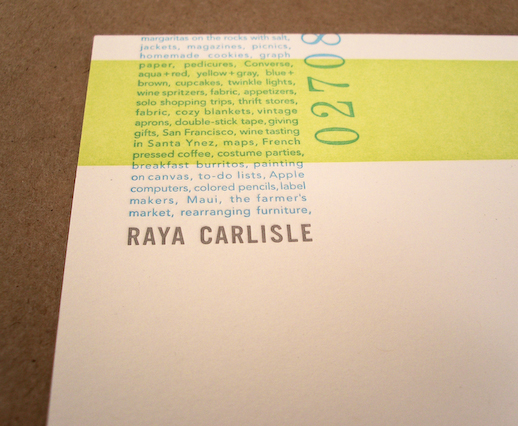 margaritas on the rocks with salt,
jackets, magazines, picnics,
homemade cookies, graph
paper, pedicures, Converse,
aqua+red, yellow+gray, blue+
brown, cupcakes, twinkle lights,
wine spritzers, fabric, appetizers,
solo shopping trips, thrift stores,
fabric, cozy blankets, vintage
aprons, double-stick tape, giving
gifts, San Francisco, wine tasting
in Santa Ynez, maps, French
pressed coffee, costume parties,
breakfast burritos, painting
on canvas, to-do lists, Apple
computers, colored pencils, label
makers, Maui, the farmer's
market, rearranging furniture,
RAYA CARLISLE
02708